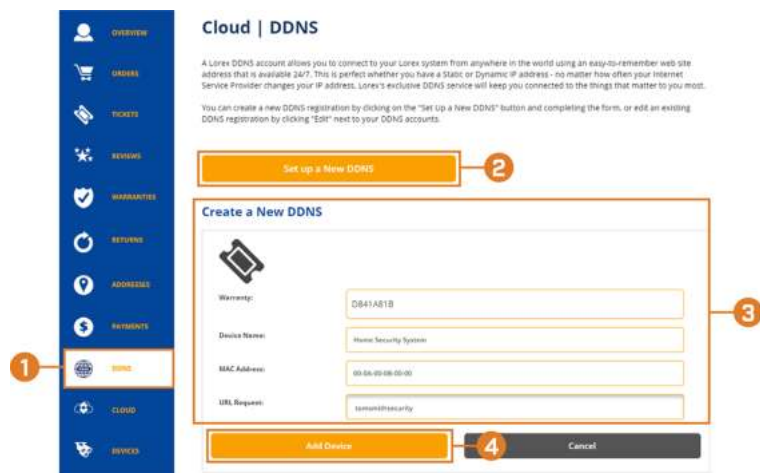 OVERVIEW
ORDERS
TICKETS
REVIEWS
WARRANTIES
RETURNS
ADDRESSES
PAYMENTS
DDNS
CLOUD
DEVICES
1
Cloud | DDNS
A Lorex DDNS account allows you to connect to your Lorex system from anywhere in the world using an easy-to-remember web site
address that is available 24/7. This is perfect whether you have a Static or Dynamic IP address - no matter how often your Internet
Service Provider changes your IP address, Lorex's exclusive DDNS service will keep you connected to the things that matter to you most.
You can create a new DDNS registration by clicking on the "Set Up a New DDNS" button and completing the form, or edit an existing
DDNS registration by clicking "Edit" next to your DDNS accounts.
Set up a New DDNS
2
Create a New DDNS
Warrenty:
D841A81B
Device Name:
Home Security System
3
MAC Address:
URL Request:
tomsmithsecurity
Add Device
4
Cancel